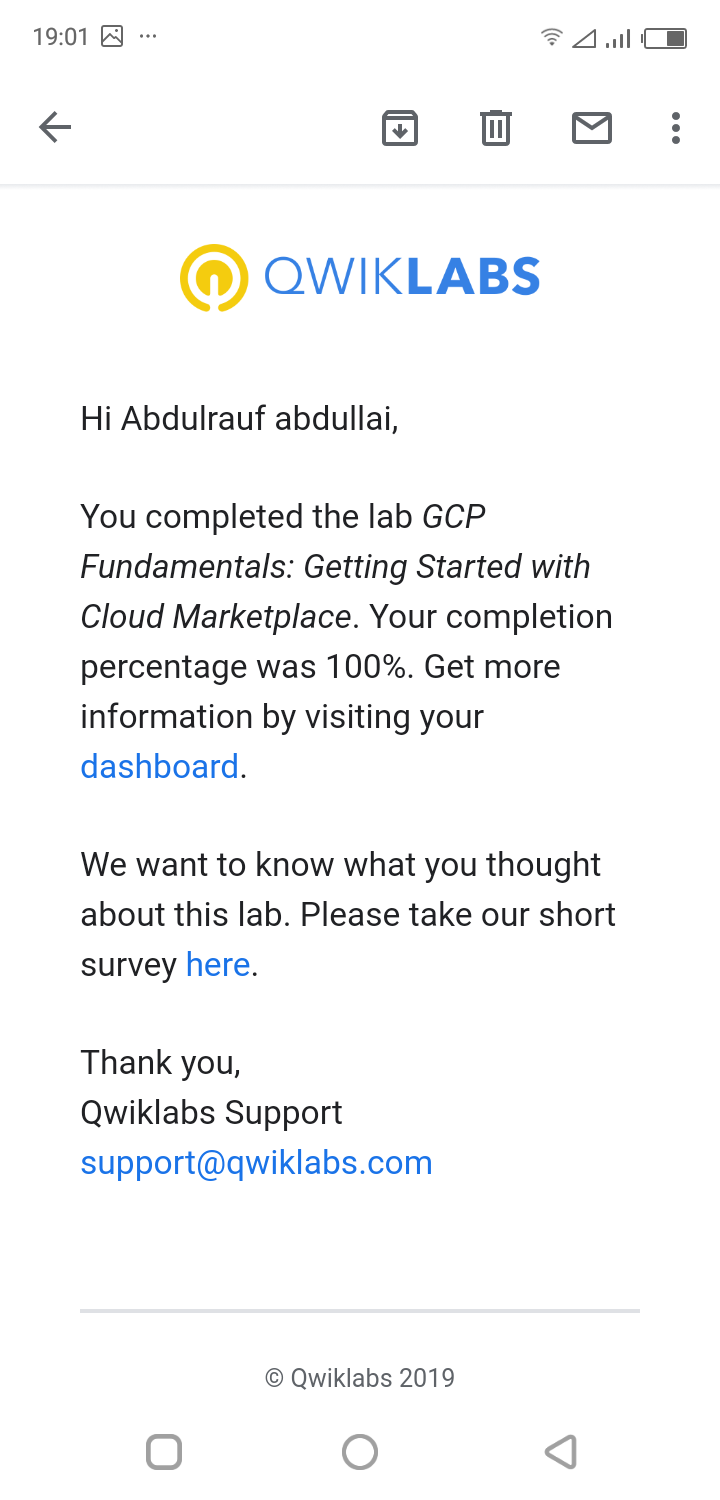 19:01
QWIKLABS
Hi Abdulrauf abdullai,
You completed the lab GCP
Fundamentals: Getting Started with
Cloud Marketplace. Your completion
percentage was 100%. Get more
information by visiting your
dashboard.
We want to know what you thought
about this lab. Please take our short
survey here.
Thank you,
Qwiklabs Support
support@qwiklabs.com
© Qwiklabs 2019